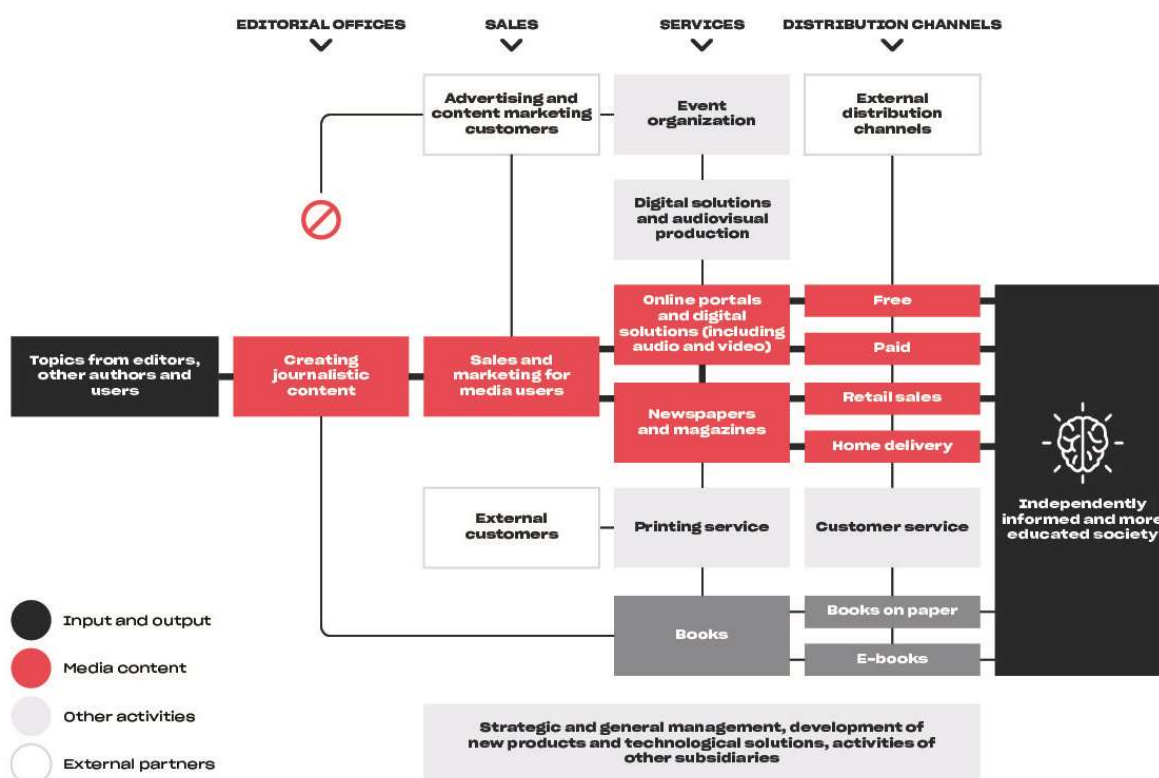 EDITORIAL OFFICES
SALES
SERVICES
DISTRIBUTION CHANNELS
Advertising and
content marketing
customers
Event
organization
External
distribution
channels
Digital solutions
and audiovisual
production
Topics from editors,
other authors and
users
Creating
journalistic
content
Sales and
marketing for
media users
Online portals
and digital
solutions (including
audio and video)
Newspapers
and magazines
Free
Paid
Retail sales
Home delivery
Independently
informed and more
educated society
External
customers
Printing service
Customer service
Books
Books on paper
E-books
Input and output
Media content
Other activities
External partners
Strategic and general management, development of
new products and technological solutions, activities of
other subsidiaries